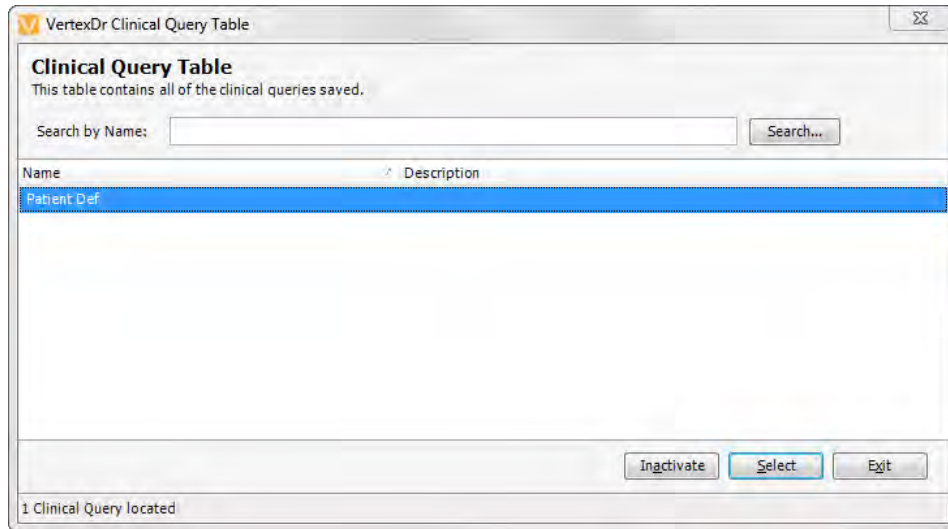 VertexDr Clinical Query Table
Clinical Query Table
This table contains all of the clinical queries saved.
Search by Name:
Search...
Name Description
Patient Def
Inactivate Select Exit
1 Clinical Query located